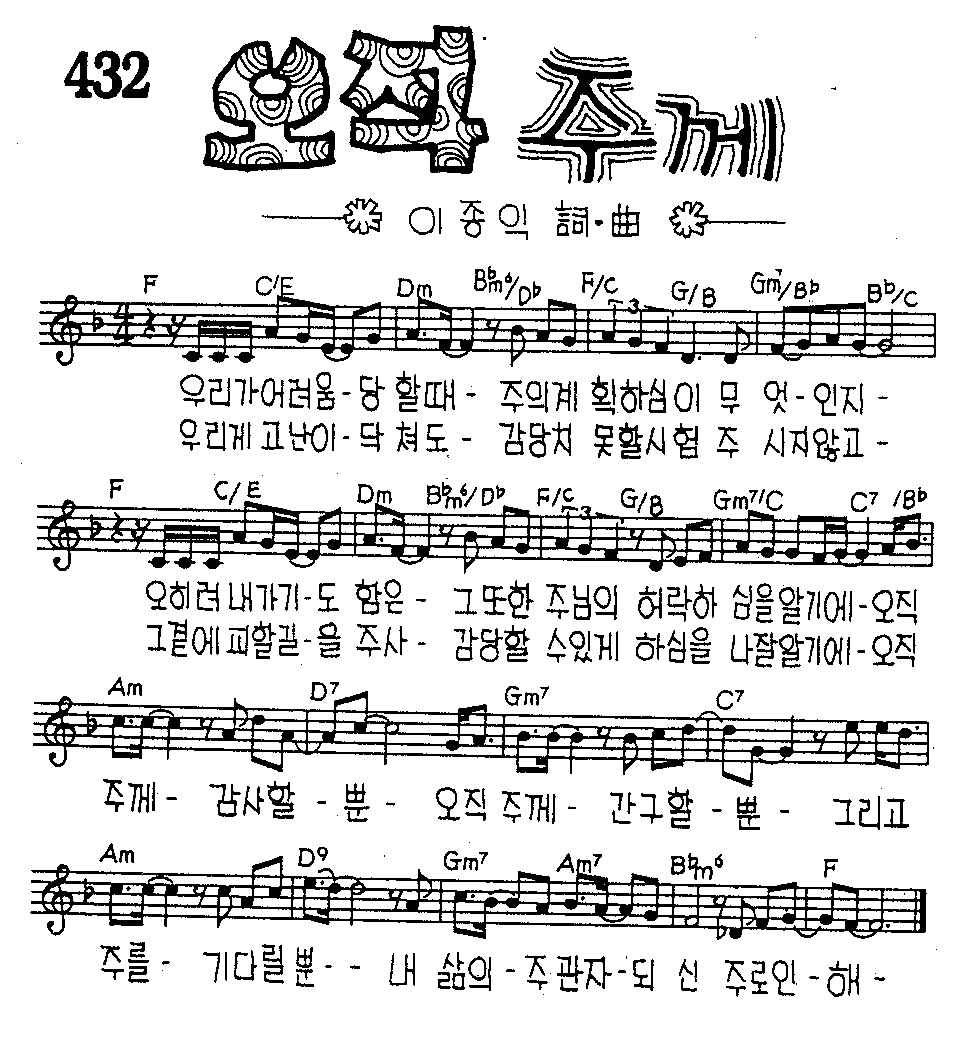 432
오직 주께
이종익 詞·曲
F C/E Dm B♭m6/D♭ F/C G/B Gm7/B♭ B♭/C
3
우리가어려움-당 할때- 주의계 획하심이 무 엇-인지-
우리게 고난이-닥 쳐도- 감당치 못할시험 주 시지않고-
F C/E Dm B♭m6/D♭ F/C G/B Gm7/C C7 /B♭
3
오히려 내가기-도 함은- 그또한 주님의 허락하 심을알기에-오직
그곁에 피할길-을 주사- 감당할 수있게 하심을 나잘알기에-오직
Am D7 Gm7 C7
주께- 감사할-뿐- 오직 주께- 간구할-뿐- 그리고
Am D9 Gm7 Am7 B♭m6 F
주를- 기다릴뿐-- 내 삶의-주관자-되 신 주로인-해-